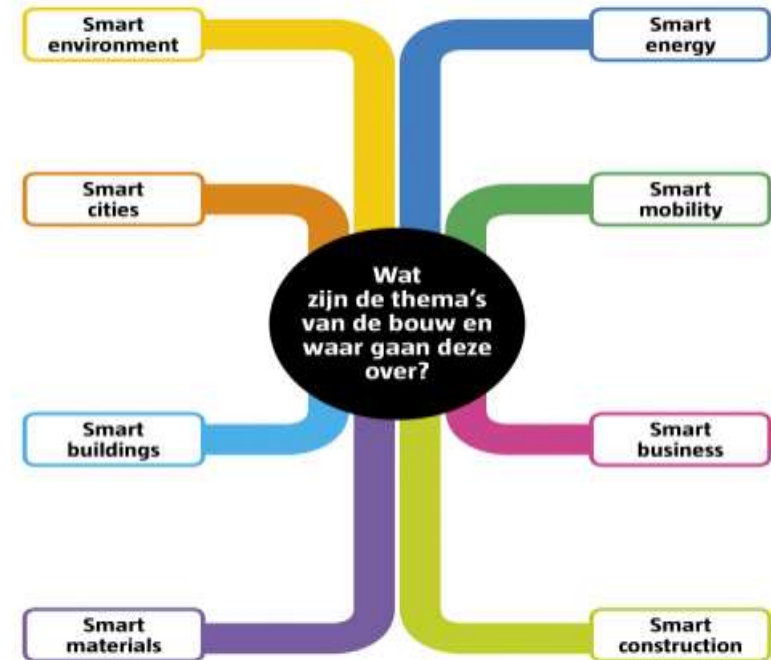 Smart
environment
Smart
energy
Smart
cities
Smart
mobility
Wat
zijn de thema's
van de bouw en
waar gaan deze
over?
Smart
buildings
Smart
business
Smart
materials
Smart
construction